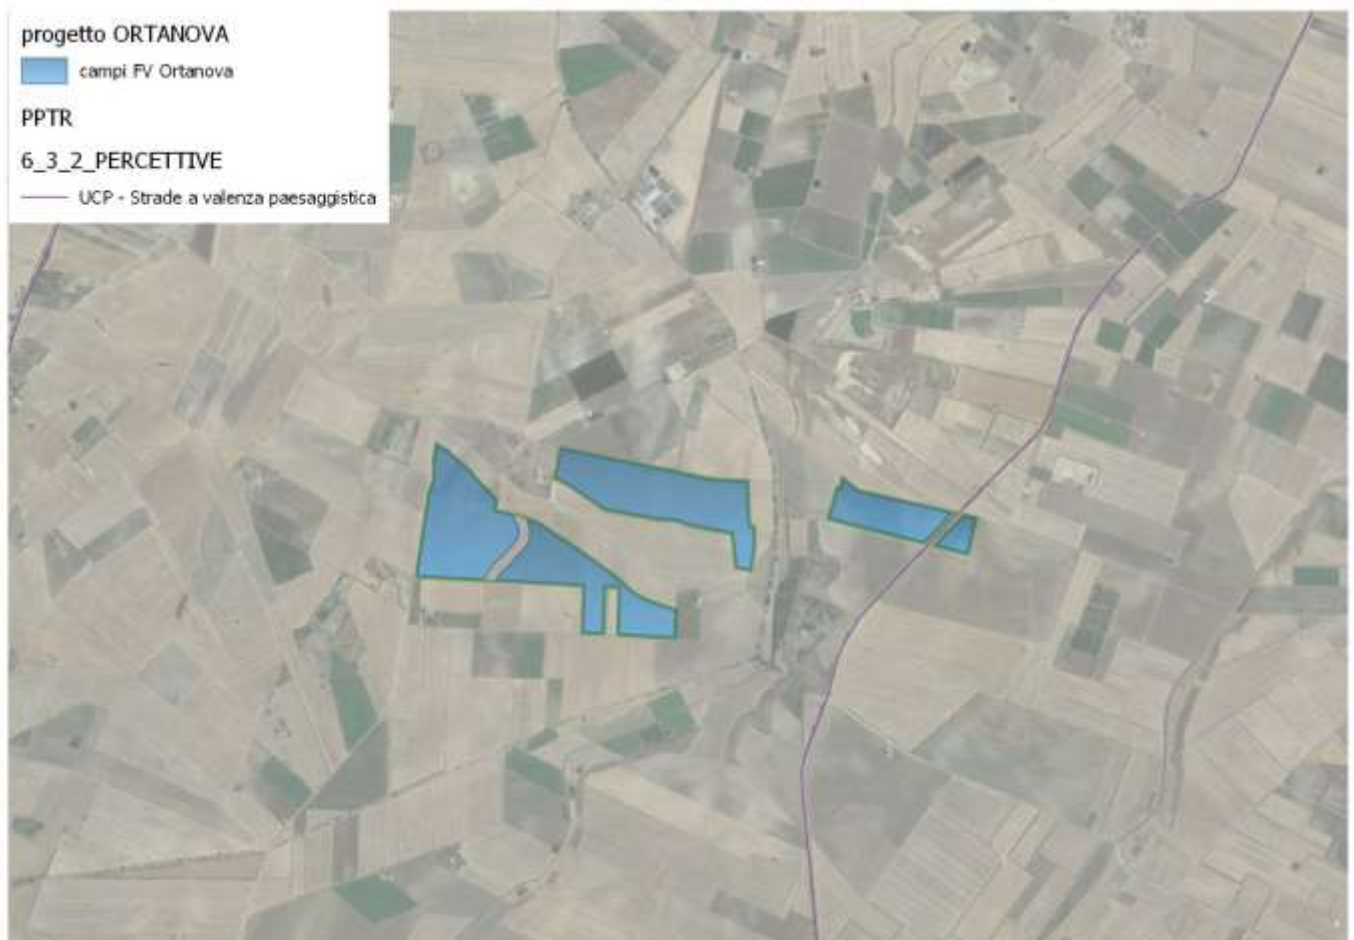 progetto ORTANOVA
campi FV Ortanova
PPTR
6_3_2_PERCETTIVE
UCP - Strade a valenza paesaggistica